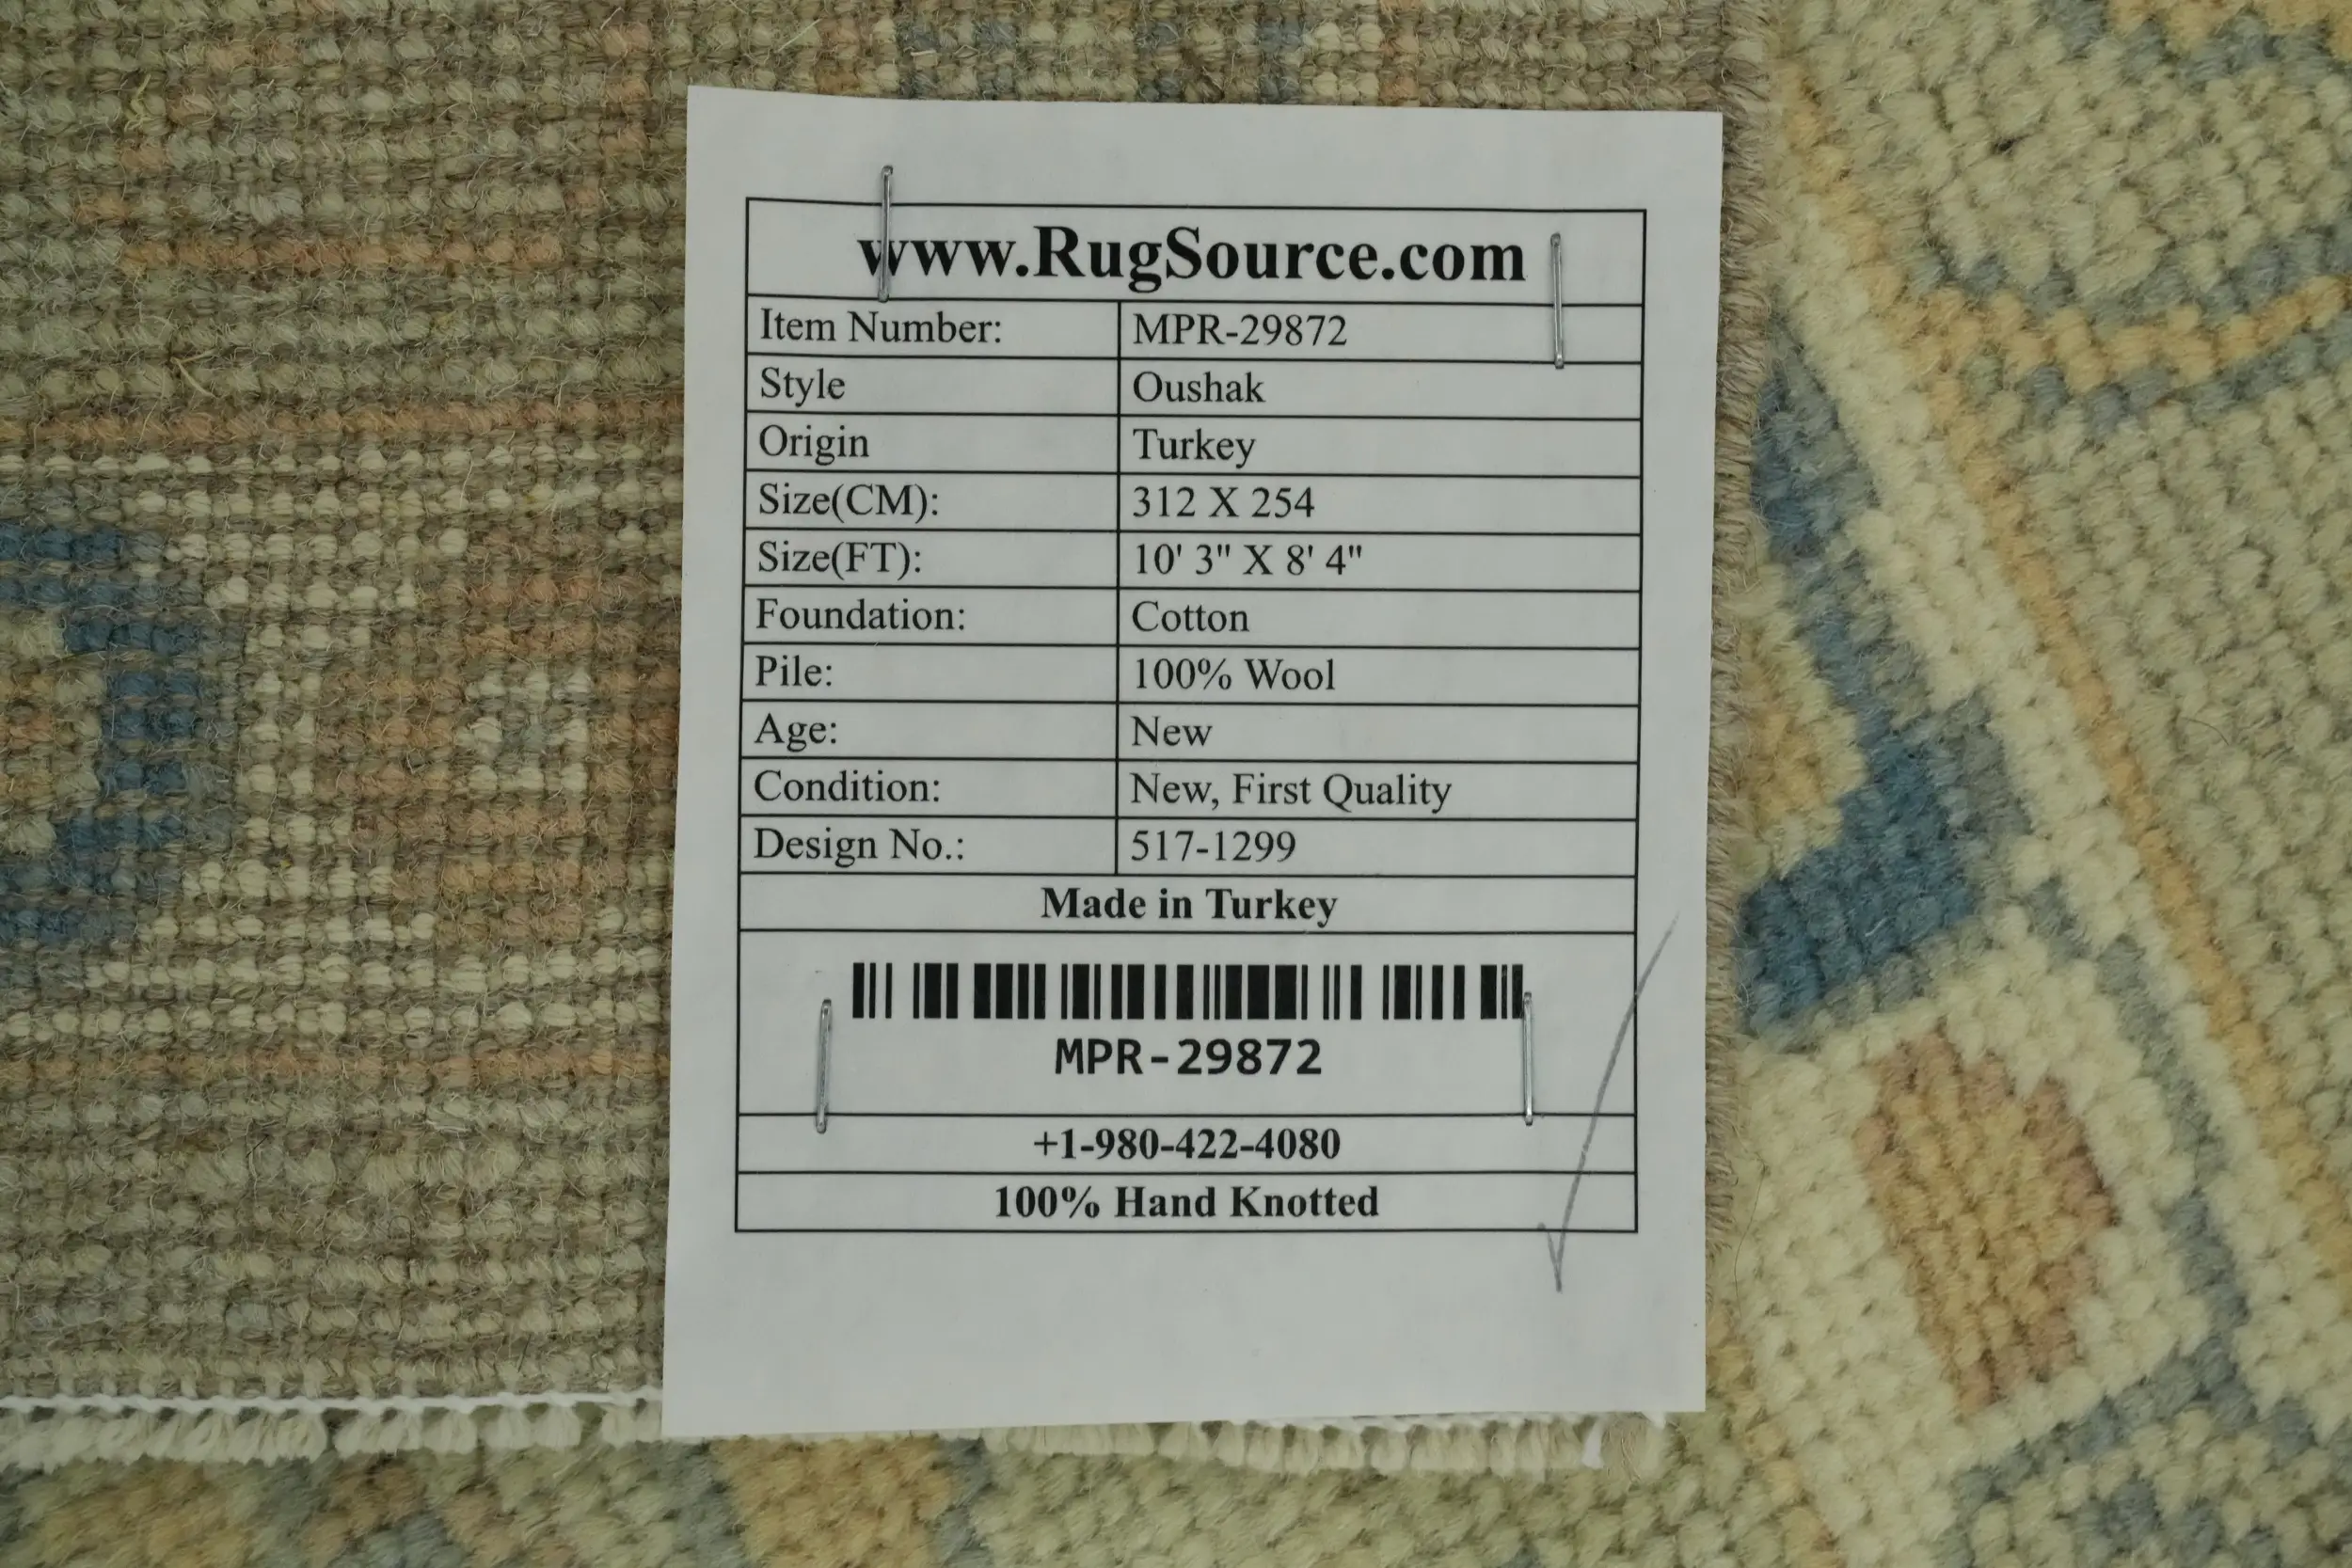 www.RugSource.com
Item Number: MPR-29872
Style Oushak
Origin Turkey
Size(CM): 312 X 254
Size(FT): 10' 3" X 8' 4"
Foundation: Cotton
Pile: 100% Wool
Age: New
Condition: New, First Quality
Design No.: 517-1299
Made in Turkey
MPR-29872
+1-980-422-4080
100% Hand Knotted